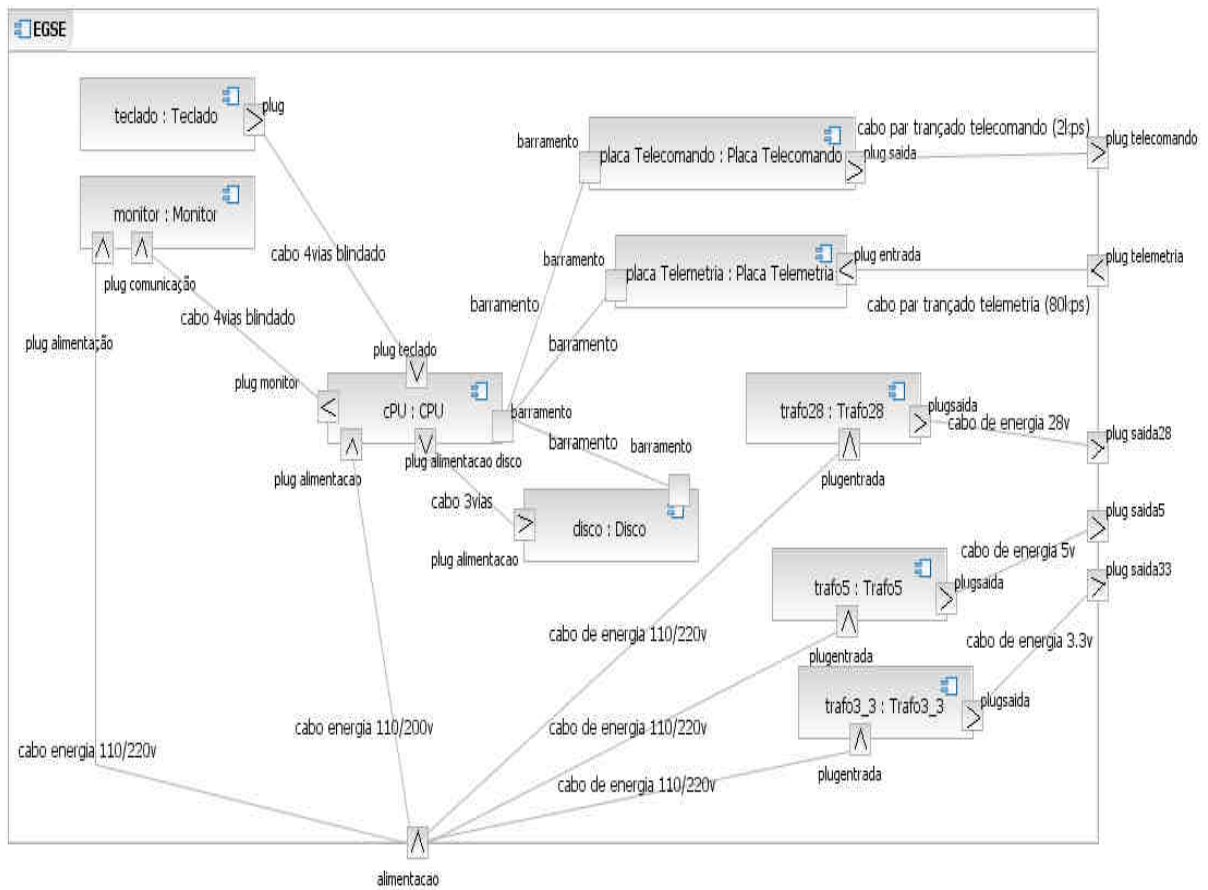 EGSE
teclado : Teclado
plug
monitor : Monitor
plug comunicação
plug alimentação
cabo 4vias blindado
cabo 4vias blindado
plug monitor
plug teclado
cPU : CPU
barramento
plug alimentacao
plug alimentacao disco
cabo 3vias
plug alimentacao
disco : Disco
barramento
barramento
barramento
barramento
barramento
placa Telecomando : Placa Telecomando
plug saida
cabo par trançado telecomando (2kps)
plug telecomando
barramento
placa Telemetria : Placa Telemetria
plug entrada
cabo par trançado telemetria (80kps)
plug telemetria
trafo28 : Trafo28
plugsaida
cabo de energia 28v
plug saida28
plugentrada
trafo5 : Trafo5
plugsaida
cabo de energia 5v
plug saida5
plugentrada
trafo3_3 : Trafo3_3
plugsaida
cabo de energia 3.3v
plug saida33
plugentrada
cabo energia 110/220v
cabo energia 110/200v
cabo de energia 110/220v
cabo de energia 110/220v
cabo de energia 110/220v
alimentacao